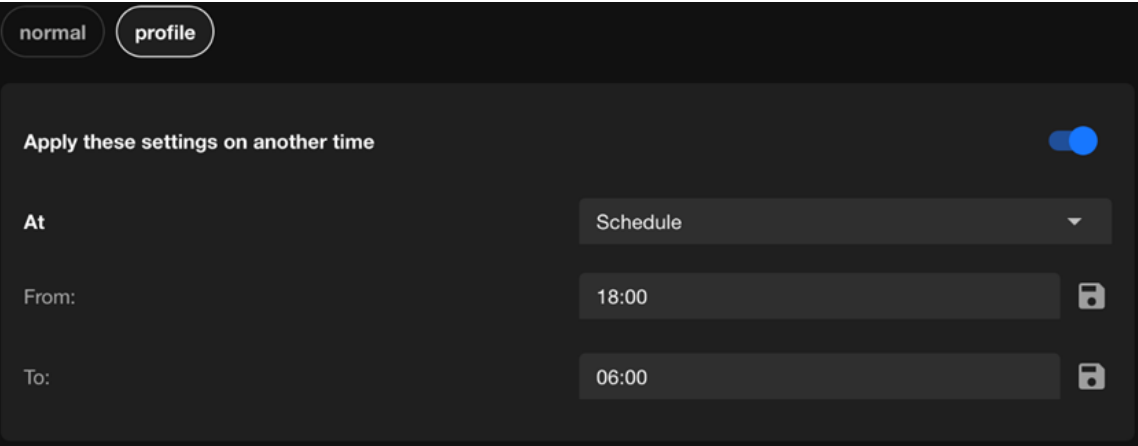 normal profile
Apply these settings on another time
At Schedule
From: 18:00
To: 06:00